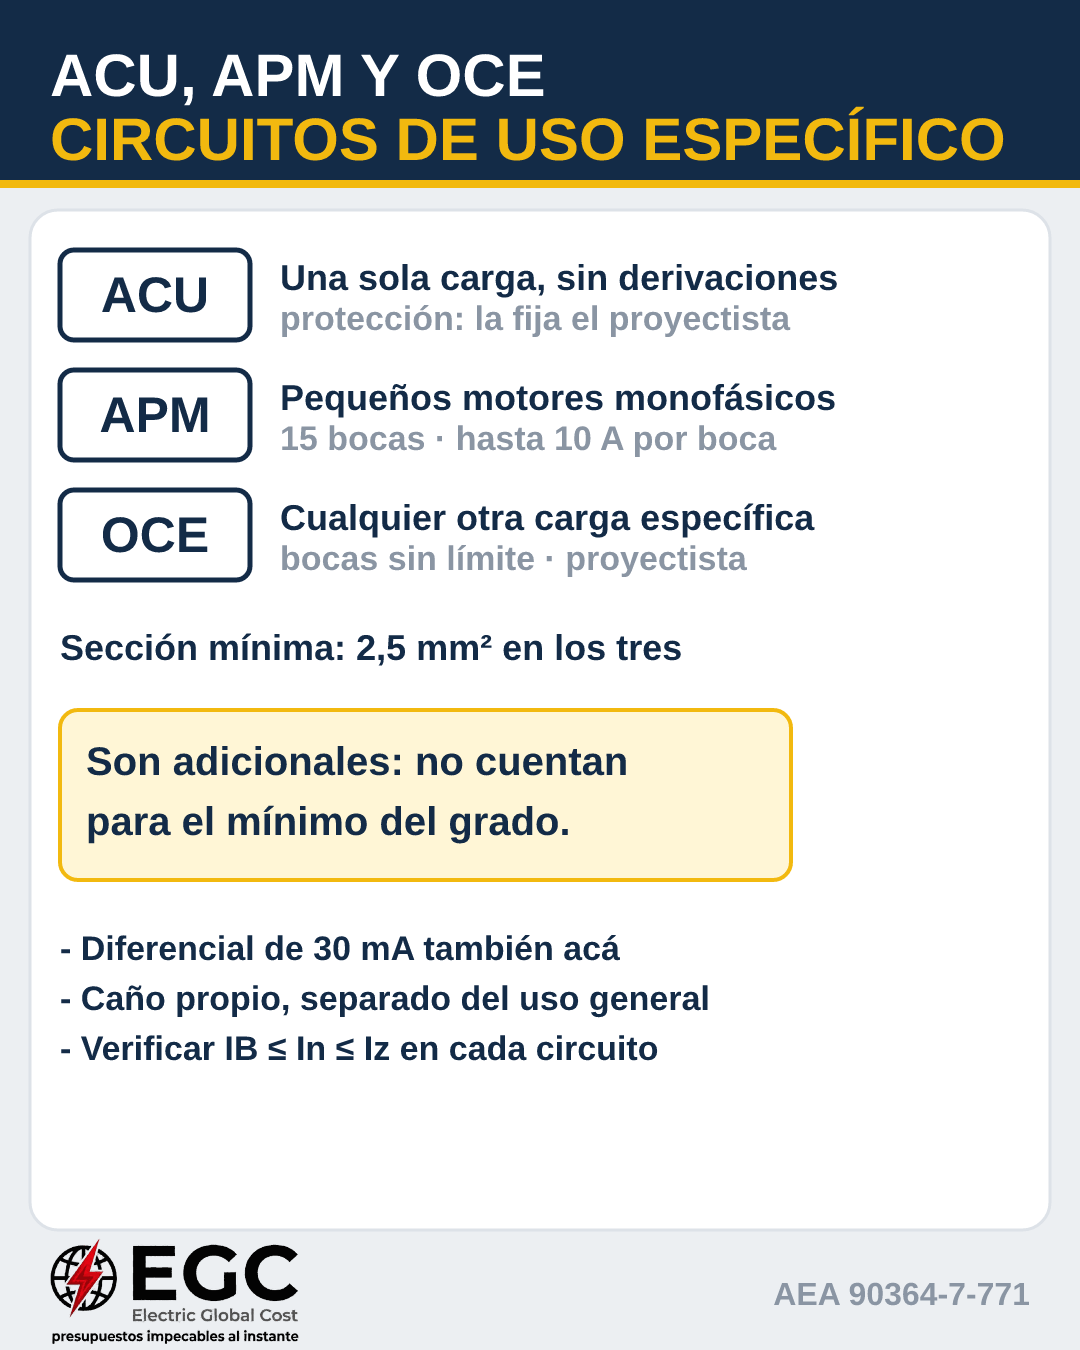 ACU, APM Y OCE
CIRCUITOS DE USO ESPECÍFICO
ACU
Una sola carga, sin derivaciones
protección: la fija el proyectista
APM
Pequeños motores monofásicos
15 bocas · hasta 10 A por boca
OCE
Cualquier otra carga específica
bocas sin límite · proyectista
Sección mínima: 2,5 mm² en los tres
Son adicionales: no cuentan
para el mínimo del grado.
- Diferencial de 30 mA también acá
- Caño propio, separado del uso general
- Verificar IB ≤ In ≤ Iz en cada circuito
EGC
Electric Global Cost
presupuestos impecables al instante
AEA 90364-7-771